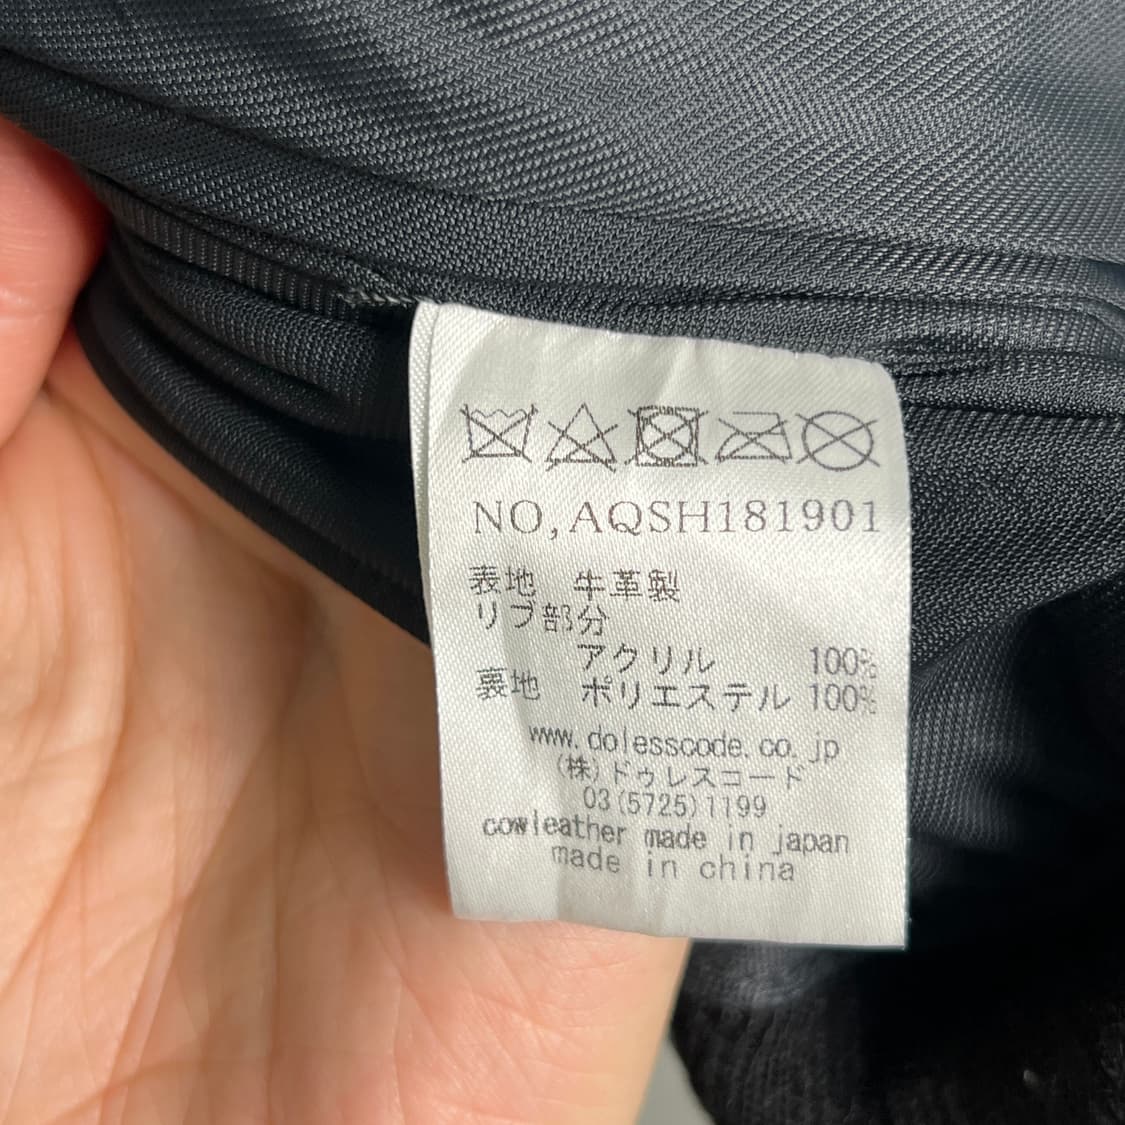 NO,AQSH181901
表地 牛革製
リブ部分
アクリル 100%
裏地 ポリエステル 100%
www.dolesscode.co.jp
(株)ドゥレスコード
03(5725)1199
cowleather made in japan
made in china